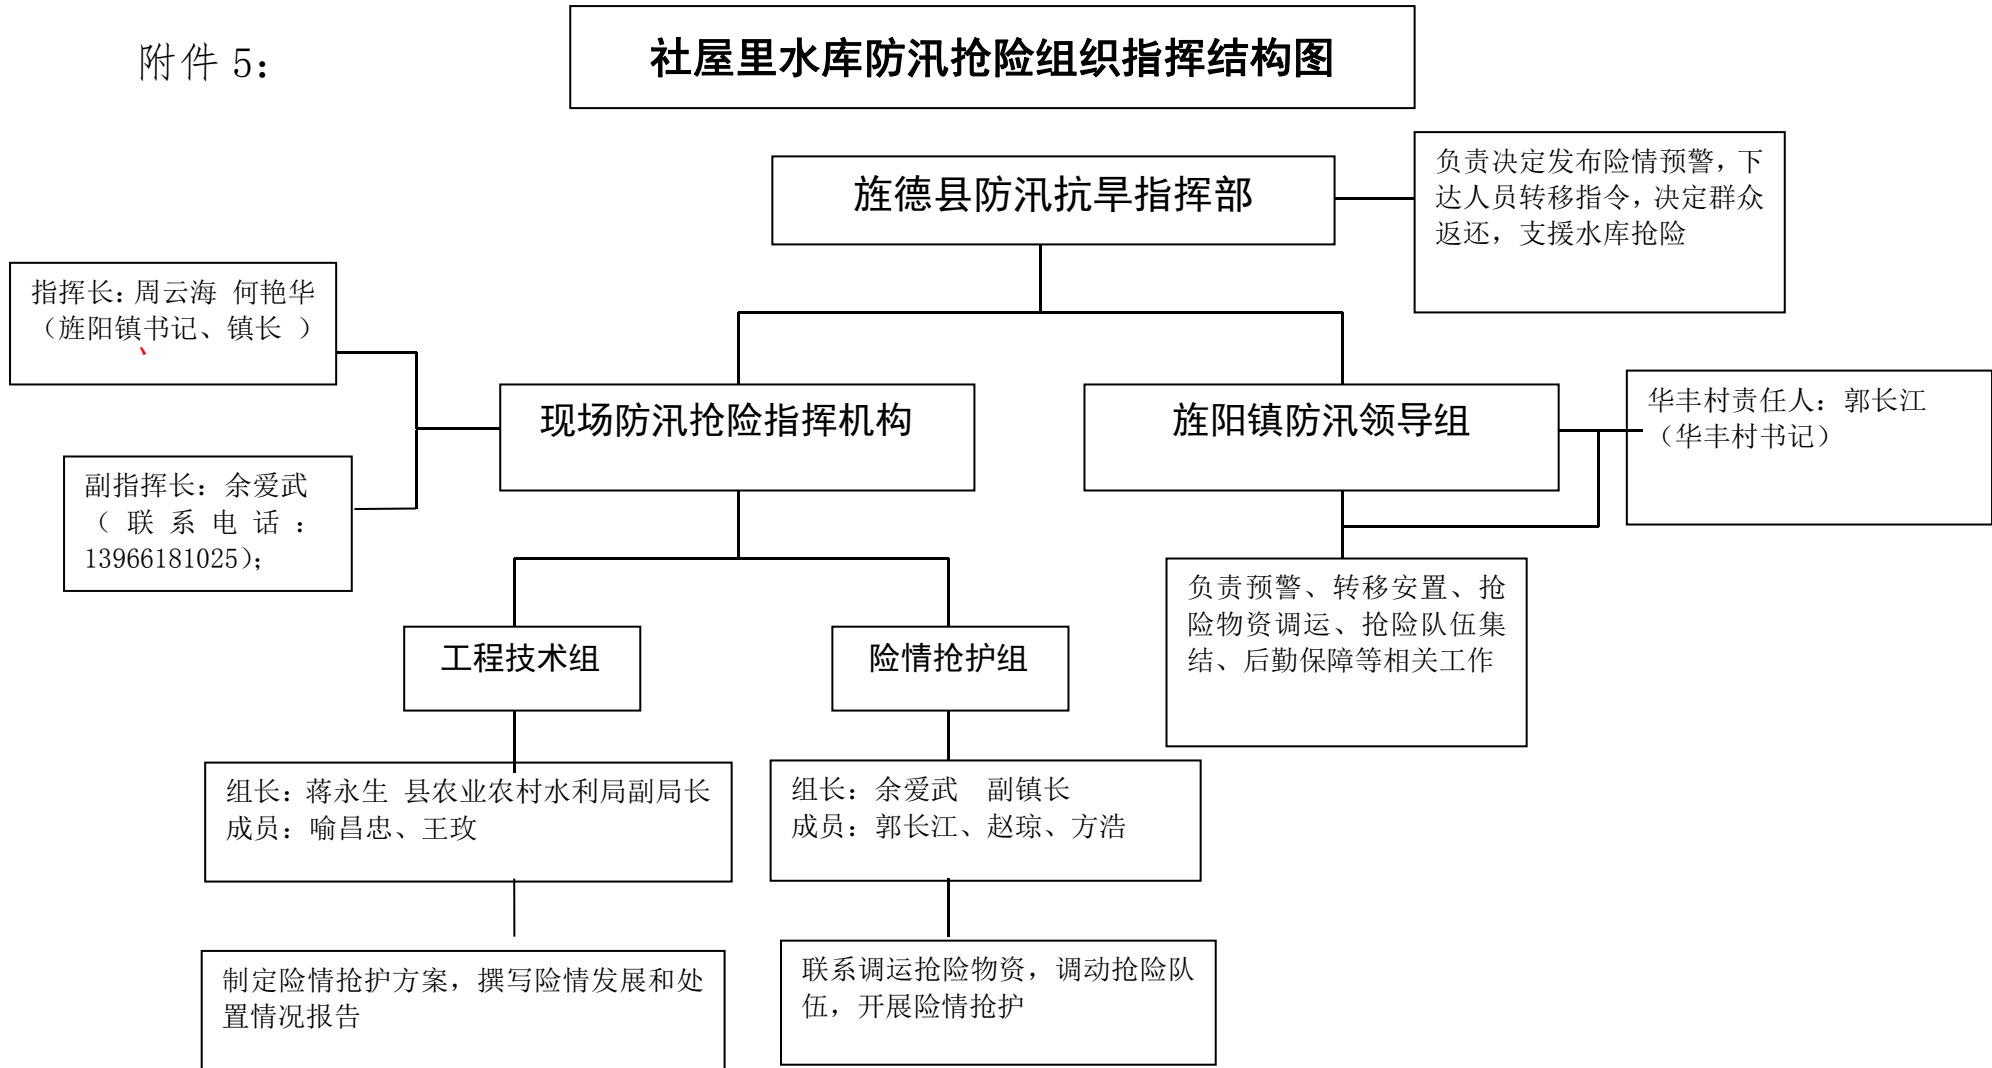 附件 5：
社屋里水库防汛抢险组织指挥结构图
旌德县防汛抗旱指挥部
负责决定发布险情预警，下
达人员转移指令，决定群众
返还，支援水库抢险
指挥长：周云海 何艳华
（旌阳镇书记、镇长 ）
现场防汛抢险指挥机构
旌阳镇防汛领导组
华丰村责任人：郭长江
（华丰村书记）
副指挥长：余爱武
（联系电话：
13966181025）；
负责预警、转移安置、抢
险物资调运、抢险队伍集
结、后勤保障等相关工作
工程技术组
险情抢护组
组长：蒋永生 县农业农村水利局副局长
成员：喻昌忠、王玫
组长：余爱武 副镇长
成员：郭长江、赵琼、方浩
制定险情抢护方案，撰写险情发展和处
置情况报告
联系调运抢险物资，调动抢险队
伍，开展险情抢护